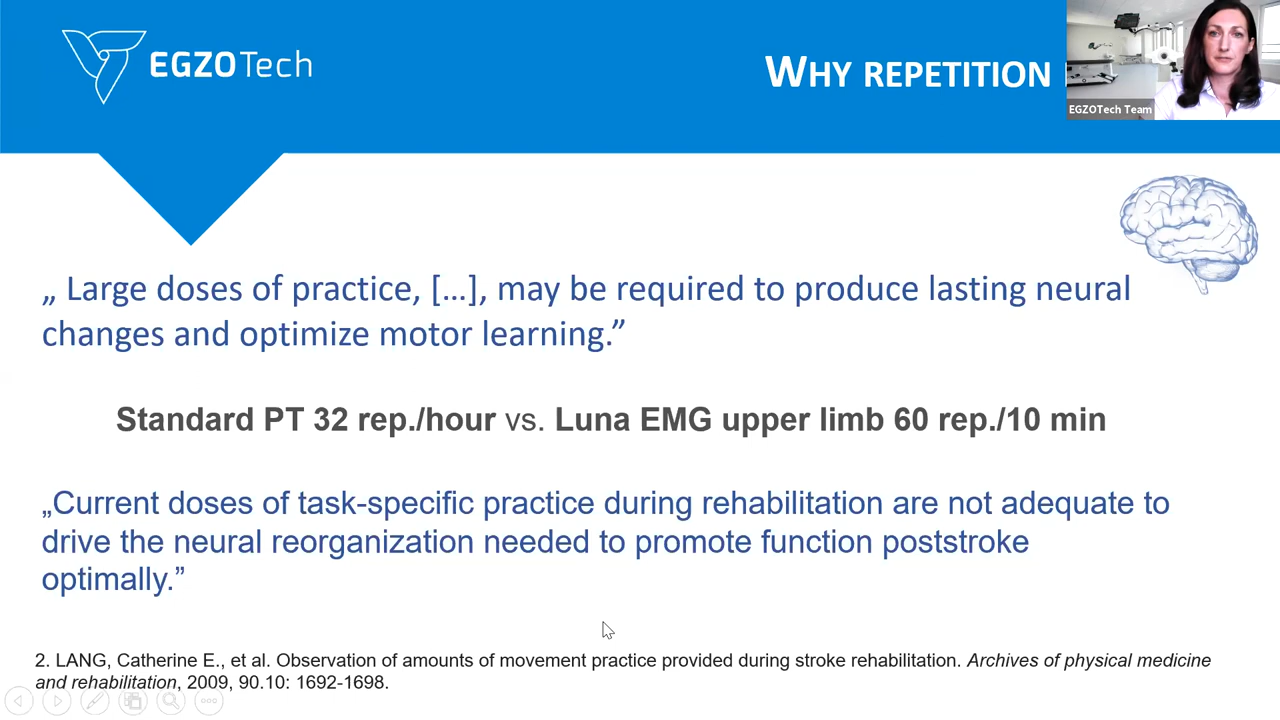 EGZOTech
WHY REPETITION
EGZOTech Team
„ Large doses of practice, [...], may be required to produce lasting neural
changes and optimize motor learning.”
Standard PT 32 rep./hour vs. Luna EMG upper limb 60 rep./10 min
„Current doses of task-specific practice during rehabilitation are not adequate to
drive the neural reorganization needed to promote function poststroke
optimally.”
2. LANG, Catherine E., et al. Observation of amounts of movement practice provided during stroke rehabilitation. Archives of physical medicine
and rehabilitation, 2009, 90.10: 1692-1698.